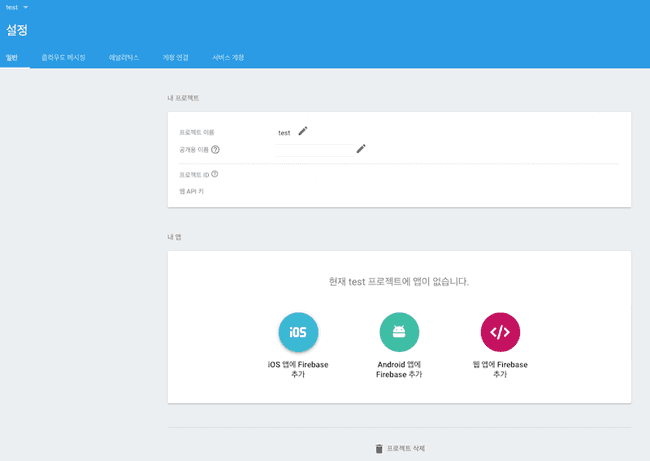 test
설정
일반 클라우드 메시징 애널리틱스 계정 연결 서비스 계정
내 프로젝트
프로젝트 이름 test
공개용 이름
프로젝트 ID
웹 API 키
내 앱
현재 test 프로젝트에 앱이 없습니다.
iOS
</>
iOS 앱에 Firebase 추가
Android 앱에 Firebase 추가
웹 앱에 Firebase 추가
프로젝트 삭제